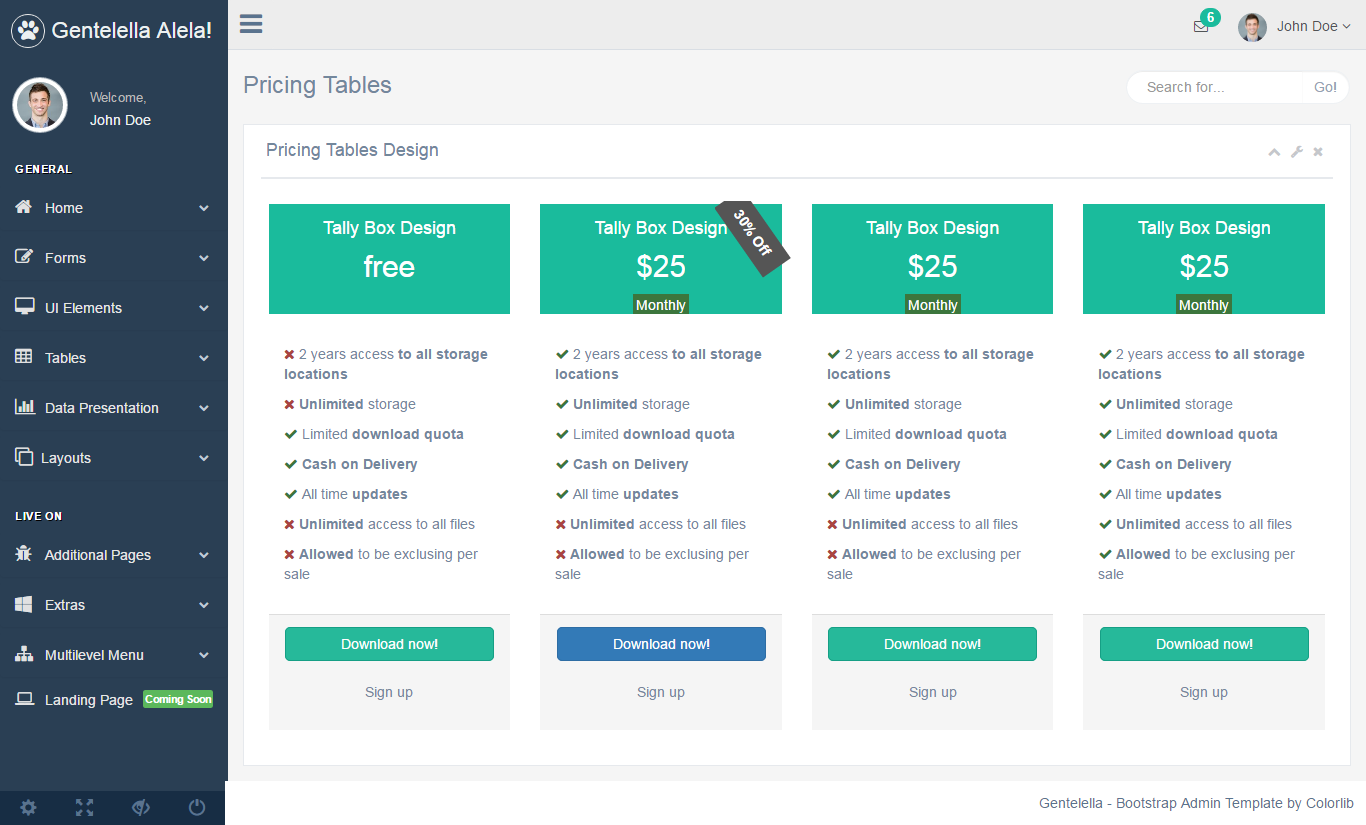 Gentelella Alela!
6
John Doe
Welcome,
John Doe
GENERAL
Home
Forms
UI Elements
Tables
Data Presentation
Layouts
LIVE ON
Additional Pages
Extras
Multilevel Menu
Landing Page Coming Soon
Pricing Tables
Search for...
Go!
Pricing Tables Design
Tally Box Design
free
2 years access to all storage
locations
Unlimited storage
Limited download quota
Cash on Delivery
All time updates
Unlimited access to all files
Allowed to be exclusing per
sale
Download now!
Sign up
Tally Box Design
30% Off
$25
Monthly
2 years access to all storage
locations
Unlimited storage
Limited download quota
Cash on Delivery
All time updates
Unlimited access to all files
Allowed to be exclusing per
sale
Download now!
Sign up
Tally Box Design
$25
Monthly
2 years access to all storage
locations
Unlimited storage
Limited download quota
Cash on Delivery
All time updates
Unlimited access to all files
Allowed to be exclusing per
sale
Download now!
Sign up
Tally Box Design
$25
Monthly
2 years access to all storage
locations
Unlimited storage
Limited download quota
Cash on Delivery
All time updates
Unlimited access to all files
Allowed to be exclusing per
sale
Download now!
Sign up
Gentelella - Bootstrap Admin Template by Colorlib